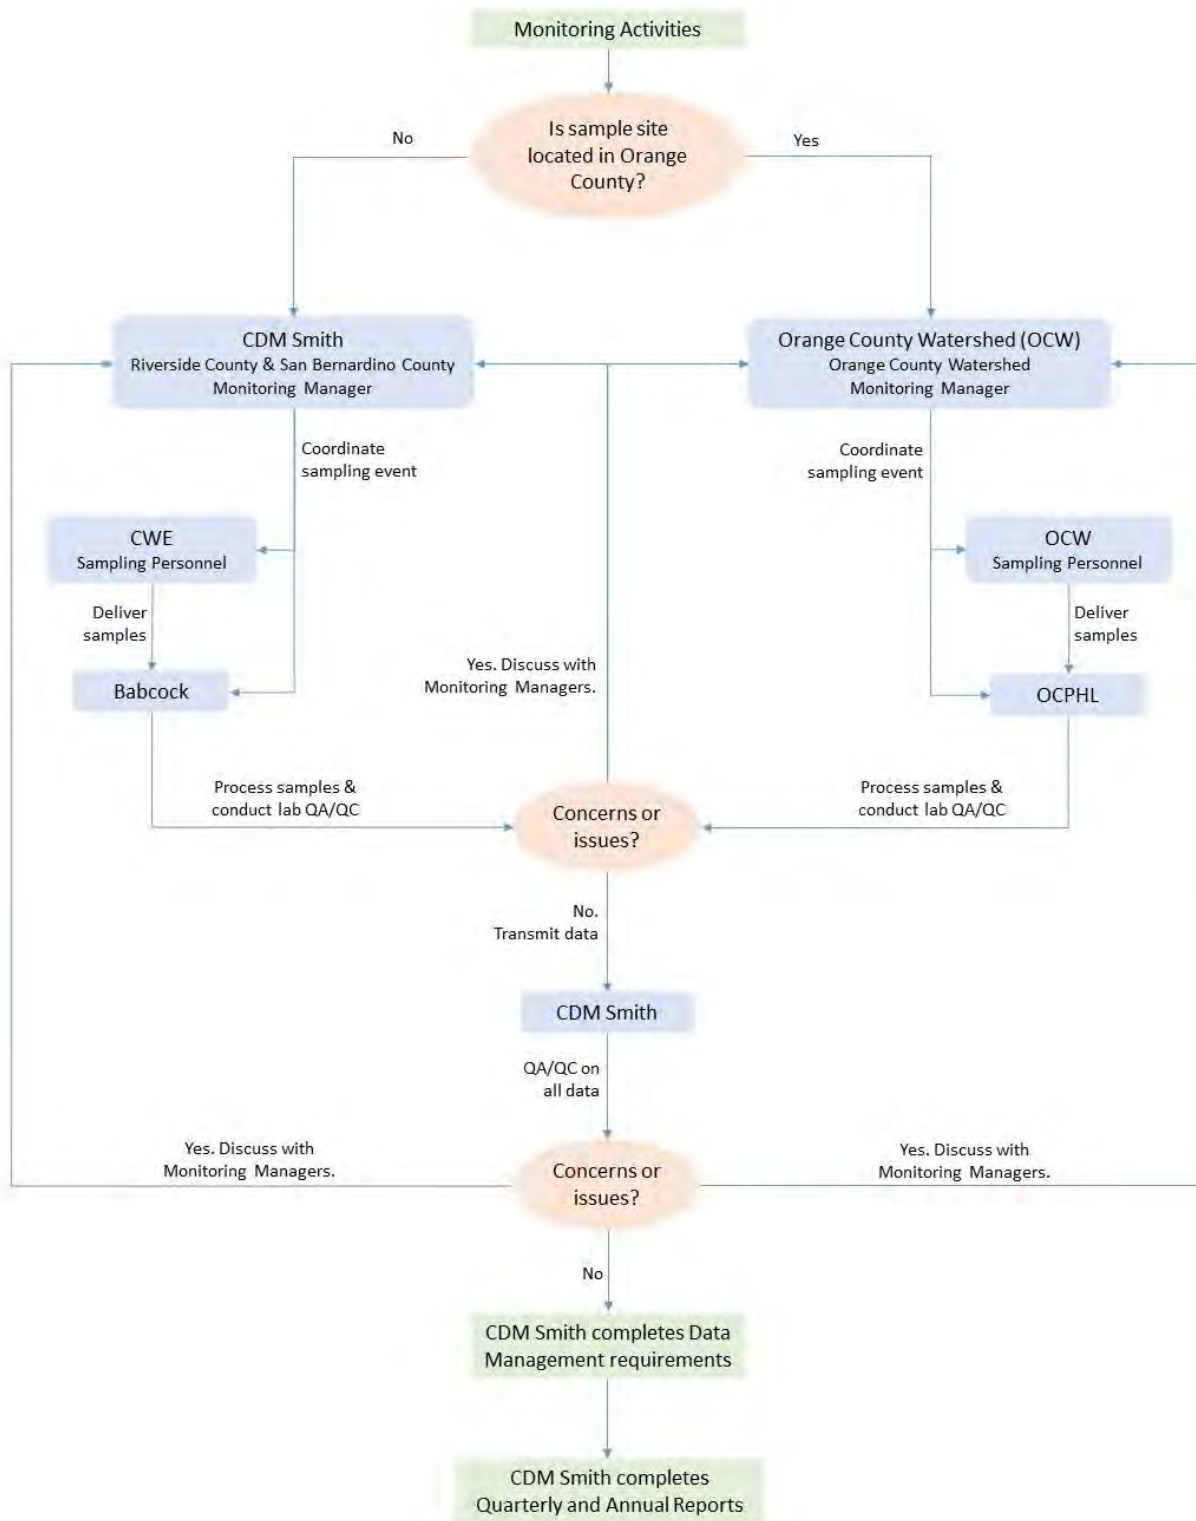 Monitoring Activities
Is sample site
located in Orange
County?
No
Yes
CDM Smith
Riverside County & San Bernardino County
Monitoring Manager
Orange County Watershed (OCW)
Orange County Watershed
Monitoring Manager
Coordinate
sampling event
Coordinate
sampling event
CWE
Sampling Personnel
OCW
Sampling Personnel
Deliver
samples
Deliver
samples
Babcock
Yes. Discuss with
Monitoring Managers.
OCPHL
Process samples &
conduct lab QA/QC
Concerns or
issues?
Process samples &
conduct lab QA/QC
No.
Transmit data
CDM Smith
QA/QC on
all data
Yes. Discuss with
Monitoring Managers.
Concerns or
issues?
Yes. Discuss with
Monitoring Managers.
No
CDM Smith completes Data
Management requirements
CDM Smith completes
Quarterly and Annual Reports